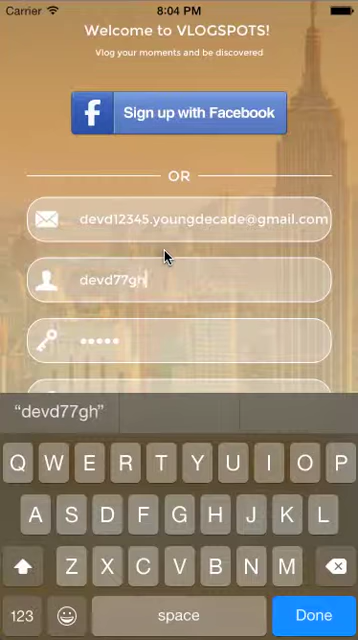 Carrier 8:04 PM
Welcome to VLOGSPOTS!
Vlog your moments and be discovered
f Sign up with Facebook
OR
devd12345.youngdecade@gmail.com
devd77gh
•••••
“devd77gh”
Q W E R T Y U I O P
A S D F G H J K L
Z X C V B N M
123 space Done